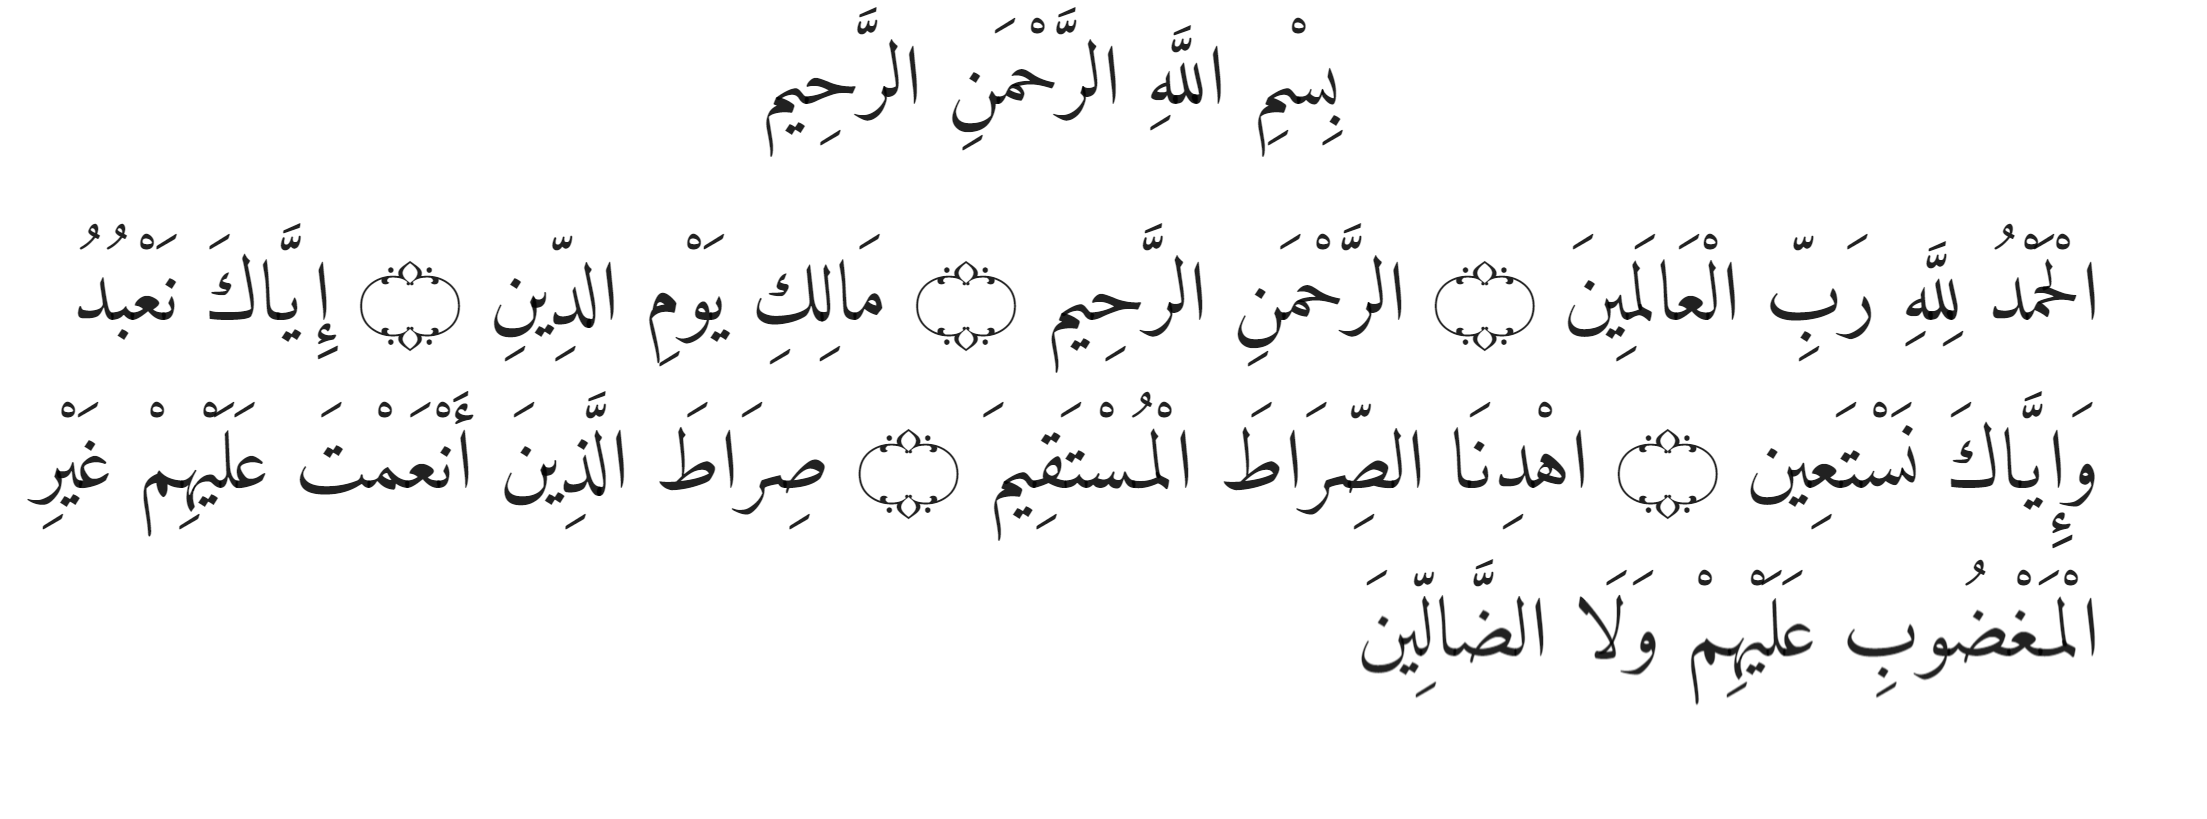 بِسْمِ اللَّهِ الرَّحْمَنِ الرَّحِيم
الْحَمْدُ لِلَّهِ رَبِّ الْعَالَمِينَ ۝ الرَّحْمَنِ الرَّحِيم ۝ مَالِكِ يَوْمِ الدِّينِ ۝ إِيَّاكَ نَعْبُدُ
وَإِيَّاكَ نَسْتَعِين ۝ اهْدِنَا الصِّرَاطَ الْمُسْتَقِيمَ ۝ صِرَاطَ الَّذِينَ أَنْعَمْتَ عَلَيْهِمْ غَيْرِ
الْمَغْضُوبِ عَلَيْهِمْ وَلَا الضَّالِّينَ